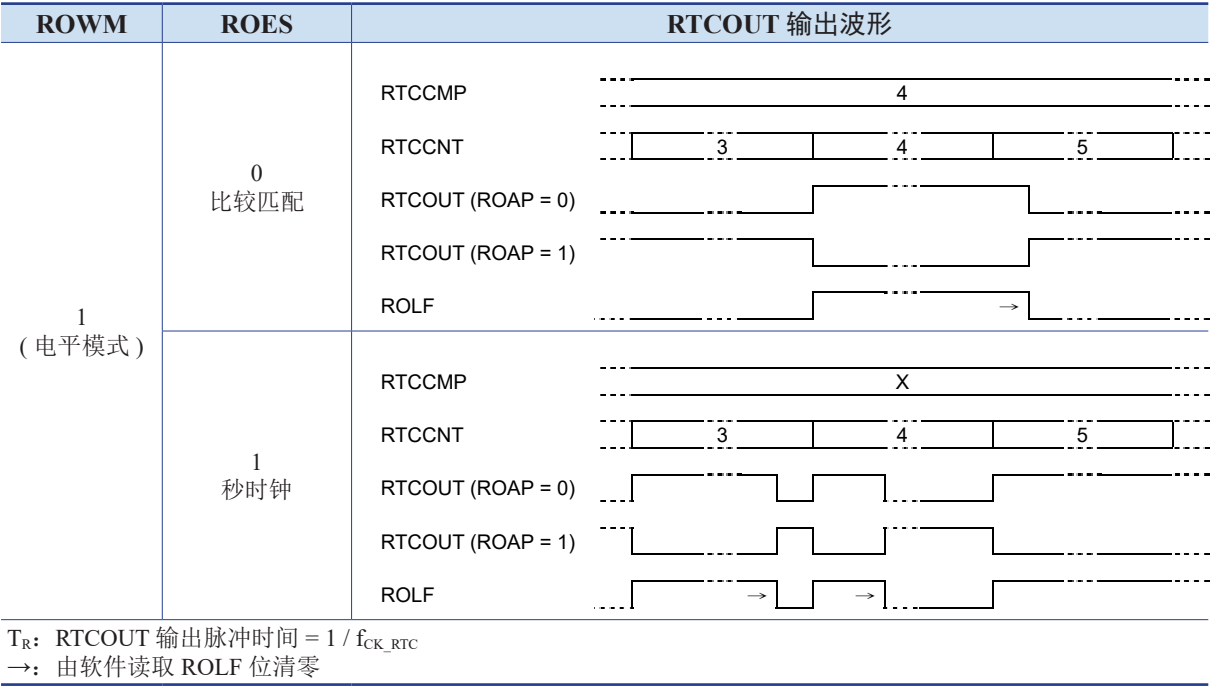 ROWM ROES RTCOUT 输出波形
1
( 电平模式 )
0
比较匹配
RTCCMP 4
RTCCNT 3 4 5
RTCOUT (ROAP = 0)
RTCOUT (ROAP = 1)
ROLF →
1
秒时钟
RTCCMP X
RTCCNT 3 4 5
RTCOUT (ROAP = 0)
RTCOUT (ROAP = 1)
ROLF → →
TR：RTCOUT 输出脉冲时间 = 1 / fCK_RTC
→：由软件读取 ROLF 位清零